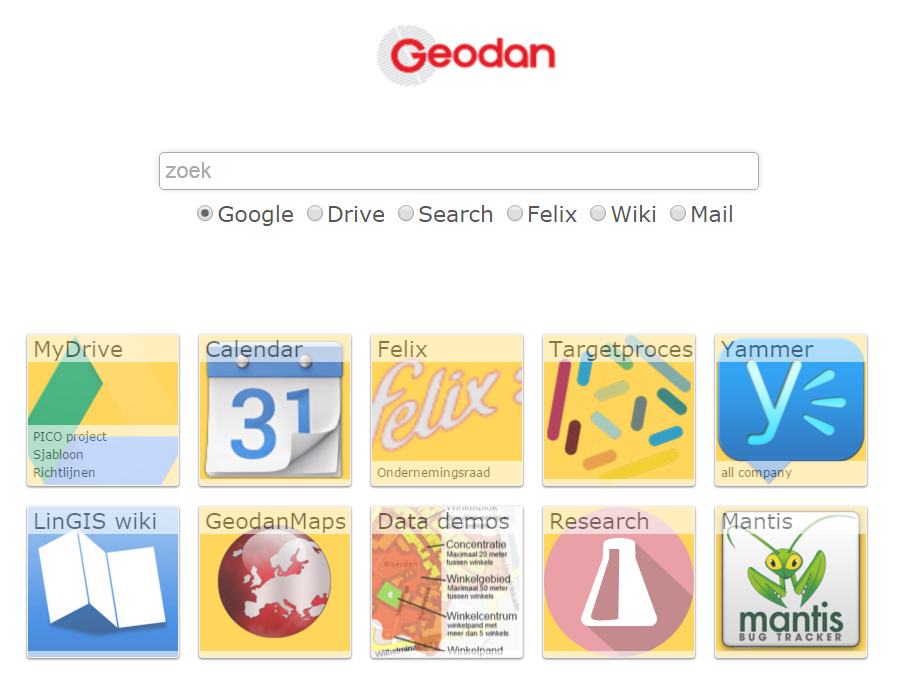 Geodan
zoek
Google Drive Search Felix Wiki Mail
MyDrive
PICO project
Sjabloon
Richtlijnen
Calendar
31
Felix
felix
Ondernemingsraad
Targetproces
Yammer
y
all company
LinGIS wiki
GeodanMaps
Data demos
Winkelblok
Concentratie
Maximaal 20 meter
tussen winkels
Woerden
Winkelgebied
Maximaal 50 meter
tussen winkels
Winkelcentrum
winkelpand met
meer dan 5 winkels
Winkelpand
Research
Mantis
mantis
BUG TRACKER